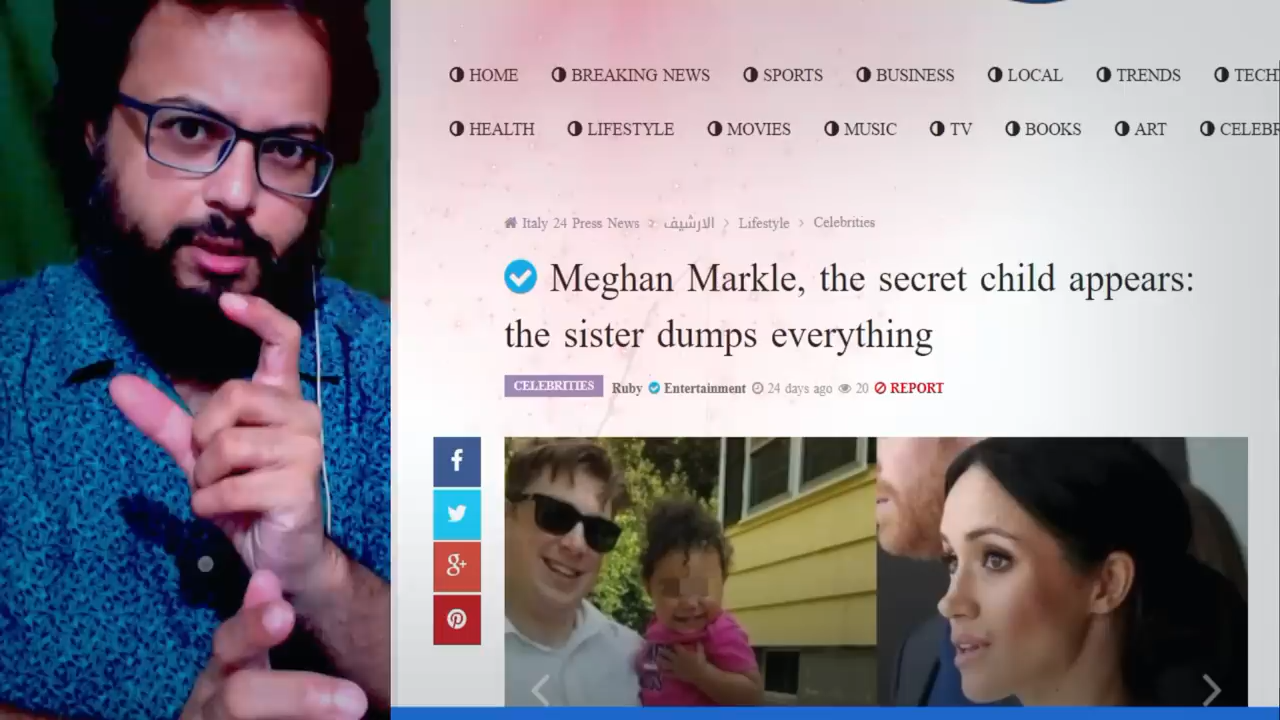 HOME BREAKING NEWS SPORTS BUSINESS LOCAL TRENDS TECH
HEALTH LIFESTYLE MOVIES MUSIC TV BOOKS ART CELEBR
Italy 24 Press News > الارشيف > Lifestyle > Celebrities
Meghan Markle, the secret child appears:
the sister dumps everything
CELEBRITIES Ruby Entertainment 24 days ago 20 REPORT